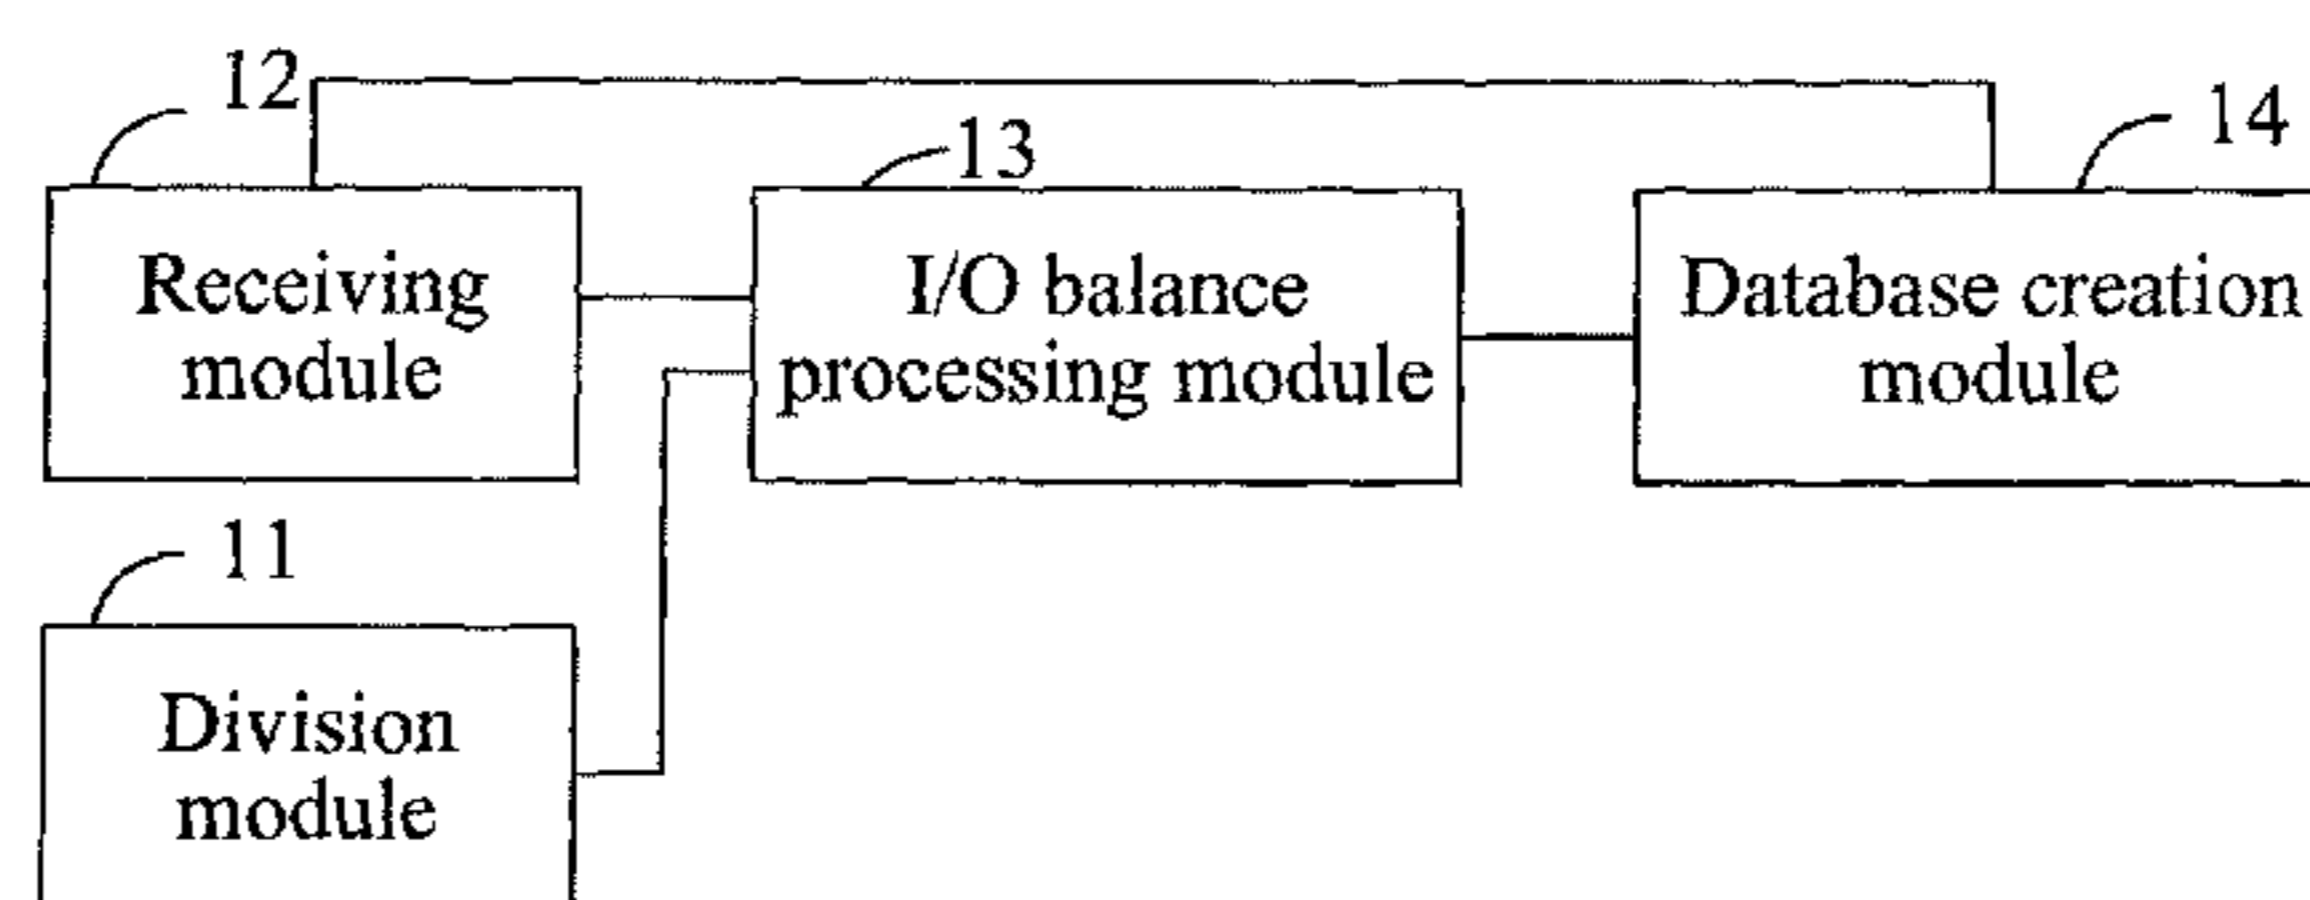 12
13
14
Receiving
module
I/O balance
processing module
Database creation
module
11
Division
module